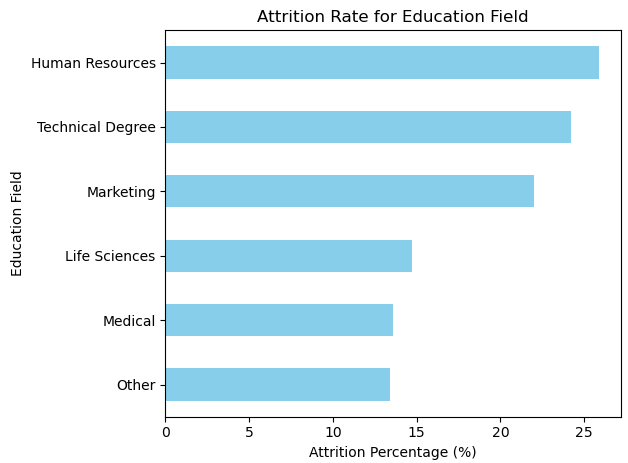 Attrition Rate for Education Field
Education Field
Human Resources
Technical Degree
Marketing
Life Sciences
Medical
Other
0 5 10 15 20 25
Attrition Percentage (%)